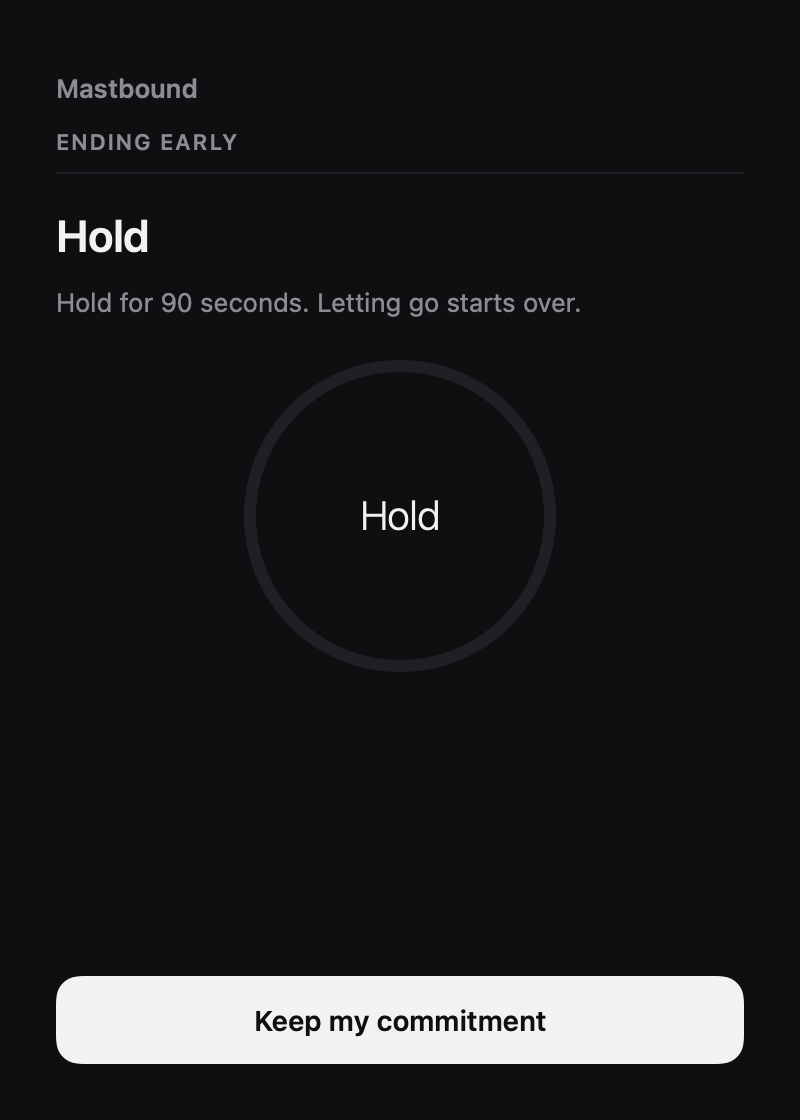 Mastbound
ENDING EARLY
Hold
Hold for 90 seconds. Letting go starts over.
Hold
Keep my commitment